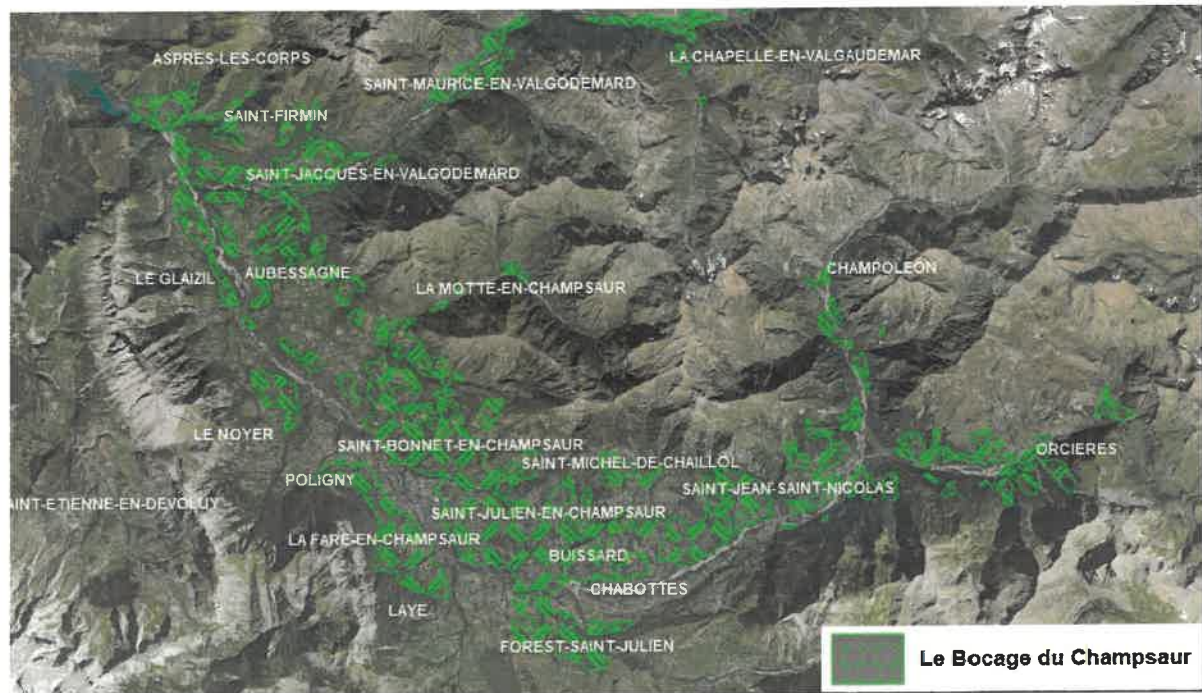 ASPRES-LES-CORPS
LA CHAPELLE-EN-VALGAUDEMAR
SAINT-MAURICE-EN-VALGODEMARD
SAINT-FIRMIN
SAINT-JACQUES-EN-VALGODEMARD
CHAMPOLEON
LE GLAIZIL
AUBESSAGNE
LA MOTTE-EN-CHAMPSAUR
LE NOYER
SAINT-BONNET-EN-CHAMPSAUR
ORCIERES
SAINT-MICHEL-DE-CHAILLOL
POLIGNY
SAINT-JEAN-SAINT-NICOLAS
AINT-ETIENNE-EN-DEVOLUY
SAINT-JULIEN-EN-CHAMPSAUR
LA FARE-EN-CHAMPSAUR
BUISSARD
CHABOTTES
LAYE
FOREST-SAINT-JULIEN
Le Bocage du Champsaur